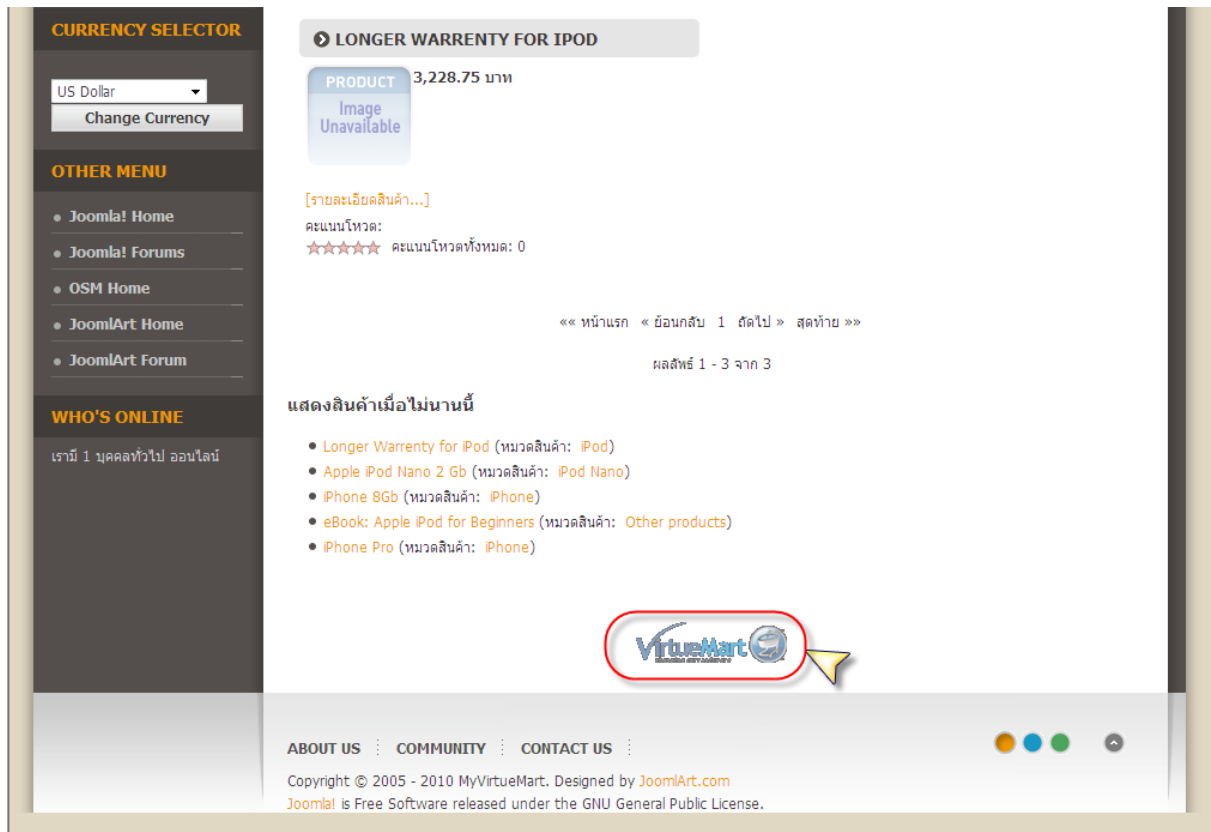 CURRENCY SELECTOR
US Dollar
Change Currency
OTHER MENU
Joomla! Home
Joomla! Forums
OSM Home
JoomlArt Home
JoomlArt Forum
WHO'S ONLINE
เรามี 1 บุคคลทั่วไป ออนไลน์
LONGER WARRENTY FOR IPOD
PRODUCT
Image
Unavailable
3,228.75 บาท
[รายละเอียดสินค้า...]
คะแนนโหวต:
คะแนนโหวตทั้งหมด: 0
«« หน้าแรก « ย้อนกลับ 1 ถัดไป » สุดท้าย »»
ผลลัพธ์ 1 - 3 จาก 3
แสดงสินค้าเมื่อไม่นานนี้
Longer Warrenty for iPod (หมวดสินค้า: iPod)
Apple iPod Nano 2 Gb (หมวดสินค้า: iPod Nano)
iPhone 8Gb (หมวดสินค้า: iPhone)
eBook: Apple iPod for Beginners (หมวดสินค้า: Other products)
iPhone Pro (หมวดสินค้า: iPhone)
VirtueMart
ABOUT US COMMUNITY CONTACT US
Copyright © 2005 - 2010 MyVirtueMart. Designed by JoomlArt.com
Joomla! is Free Software released under the GNU General Public License.